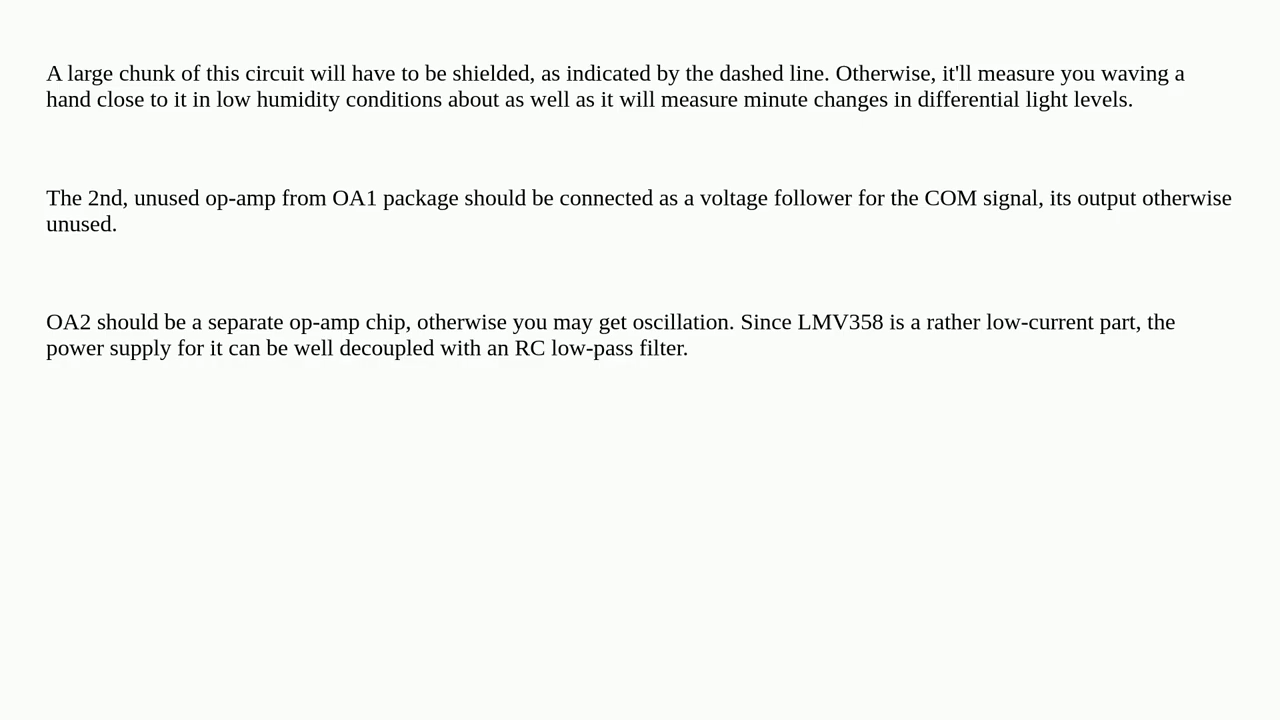 A large chunk of this circuit will have to be shielded, as indicated by the dashed line. Otherwise, it'll measure you waving a
hand close to it in low humidity conditions about as well as it will measure minute changes in differential light levels.
The 2nd, unused op-amp from OA1 package should be connected as a voltage follower for the COM signal, its output otherwise
unused.
OA2 should be a separate op-amp chip, otherwise you may get oscillation. Since LMV358 is a rather low-current part, the
power supply for it can be well decoupled with an RC low-pass filter.